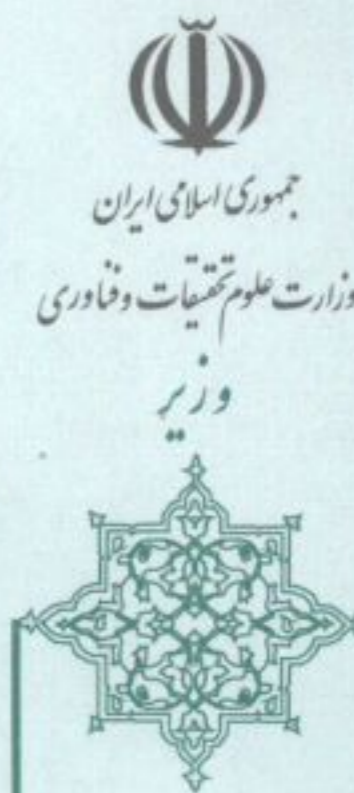 جمهوری اسلامی ایران
وزارت علوم تحقیقات و فناوری
وزیر